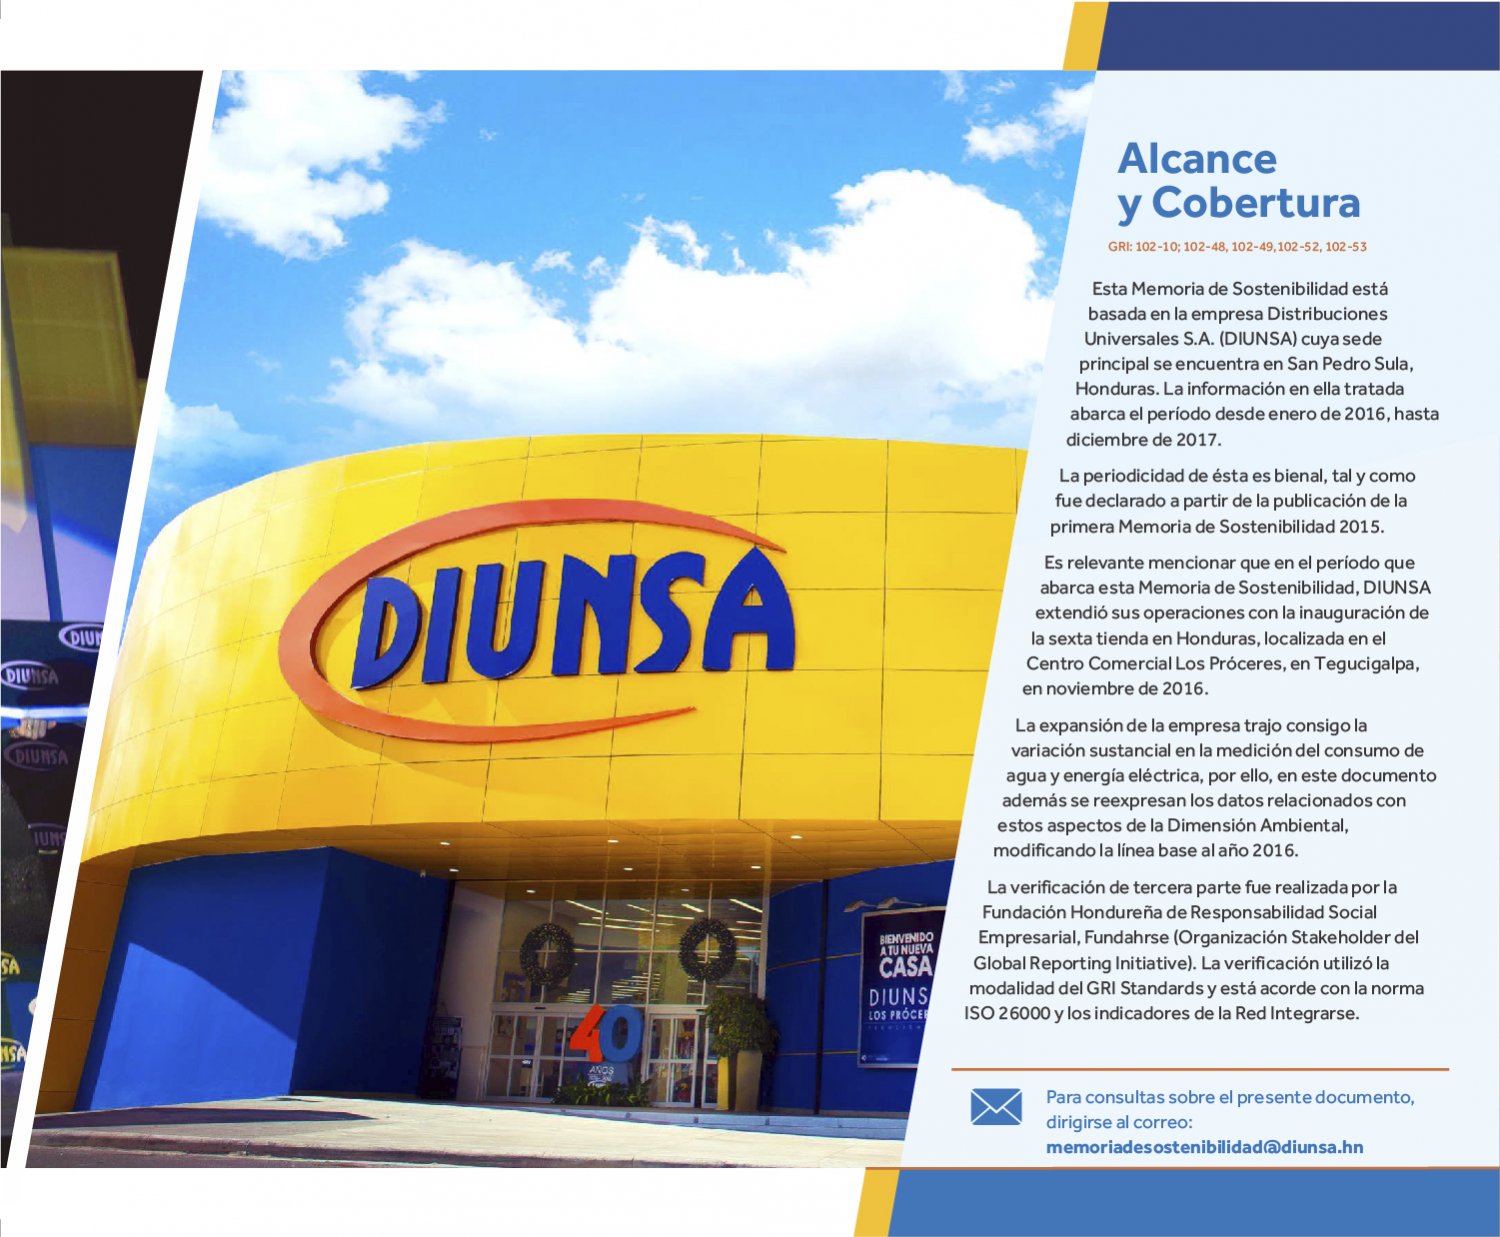 Alcance
y Cobertura
GRI: 102-10; 102-48, 102-49,102-52, 102-53
Esta Memoria de Sostenibilidad está
basada en la empresa Distribuciones
Universales S.A. (DIUNSA) cuya sede
principal se encuentra en San Pedro Sula,
Honduras. La información en ella tratada
abarca el período desde enero de 2016, hasta
diciembre de 2017.
La periodicidad de ésta es bienal, tal y como
fue declarado a partir de la publicación de la
primera Memoria de Sostenibilidad 2015.
Es relevante mencionar que en el período que
abarca esta Memoria de Sostenibilidad, DIUNSA
extendió sus operaciones con la inauguración de
la sexta tienda en Honduras, localizada en el
Centro Comercial Los Próceres, en Tegucigalpa,
en noviembre de 2016.
La expansión de la empresa trajo consigo la
variación sustancial en la medición del consumo de
agua y energía eléctrica, por ello, en este documento
además se reexpresan los datos relacionados con
estos aspectos de la Dimensión Ambiental,
modificando la línea base al año 2016.
La verificación de tercera parte fue realizada por la
Fundación Hondureña de Responsabilidad Social
Empresarial, Fundahrse (Organización Stakeholder del
Global Reporting Initiative). La verificación utilizó la
modalidad del GRI Standards y está acorde con la norma
ISO 26000 y los indicadores de la Red Integrarse.
Para consultas sobre el presente documento,
dirigirse al correo:
memoriadesostenibilidad@diunsa.hn
DIUNSA
BIENVENIDO
A TU NUEVA
CASA
DIUNS
LOS PRÓCE
40
AÑOS
DIUN
DIUNSA
DIUNSA
IUNS
SA
NSA